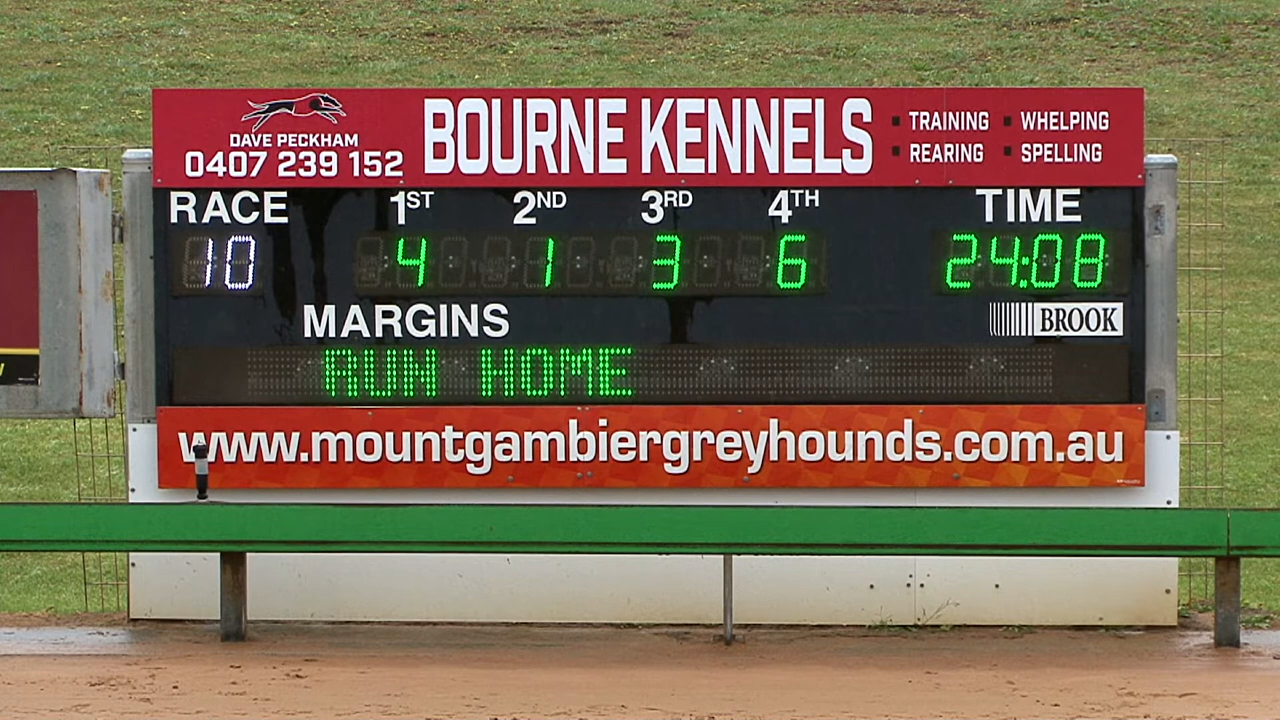 DAVE PECKHAM
0407 239 152
BOURNE KENNELS
▪ TRAINING ▪ WHELPING
▪ REARING ▪ SPELLING
RACE 1ST 2ND 3RD 4TH TIME
10 4 1 3 6 24:08
MARGINS
BROOK
RUN HOME
www.mountgambiergreyhounds.com.au